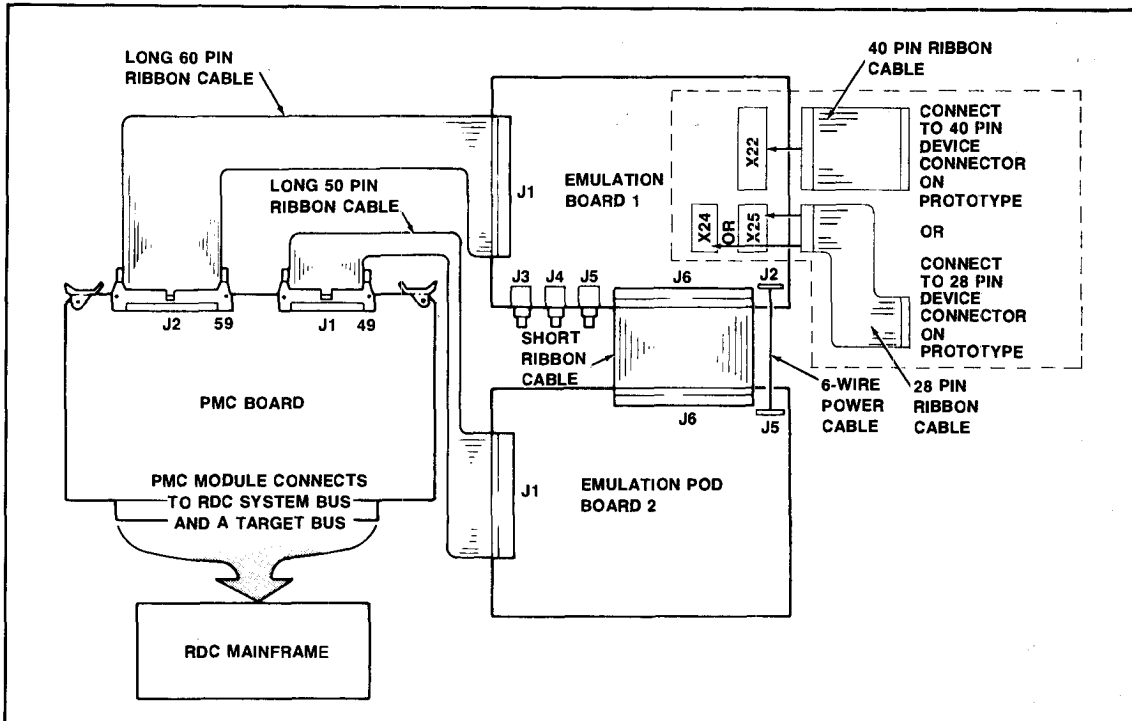 LONG 60 PIN
RIBBON CABLE
40 PIN RIBBON
CABLE
CONNECT
TO 40 PIN
DEVICE
CONNECTOR
ON
PROTOTYPE
X22
J1
EMULATION
BOARD 1
LONG 50 PIN
RIBBON CABLE
X24
OR
X25
OR
CONNECT
TO 28 PIN
DEVICE
CONNECTOR
ON
PROTOTYPE
J3
J4
J5
J6
J2
J2
59
J1
49
SHORT
RIBBON
CABLE
6-WIRE
POWER
CABLE
28 PIN
RIBBON
CABLE
PMC BOARD
J6
J5
PMC MODULE CONNECTS
TO RDC SYSTEM BUS
AND A TARGET BUS
J1
EMULATION POD
BOARD 2
RDC MAINFRAME